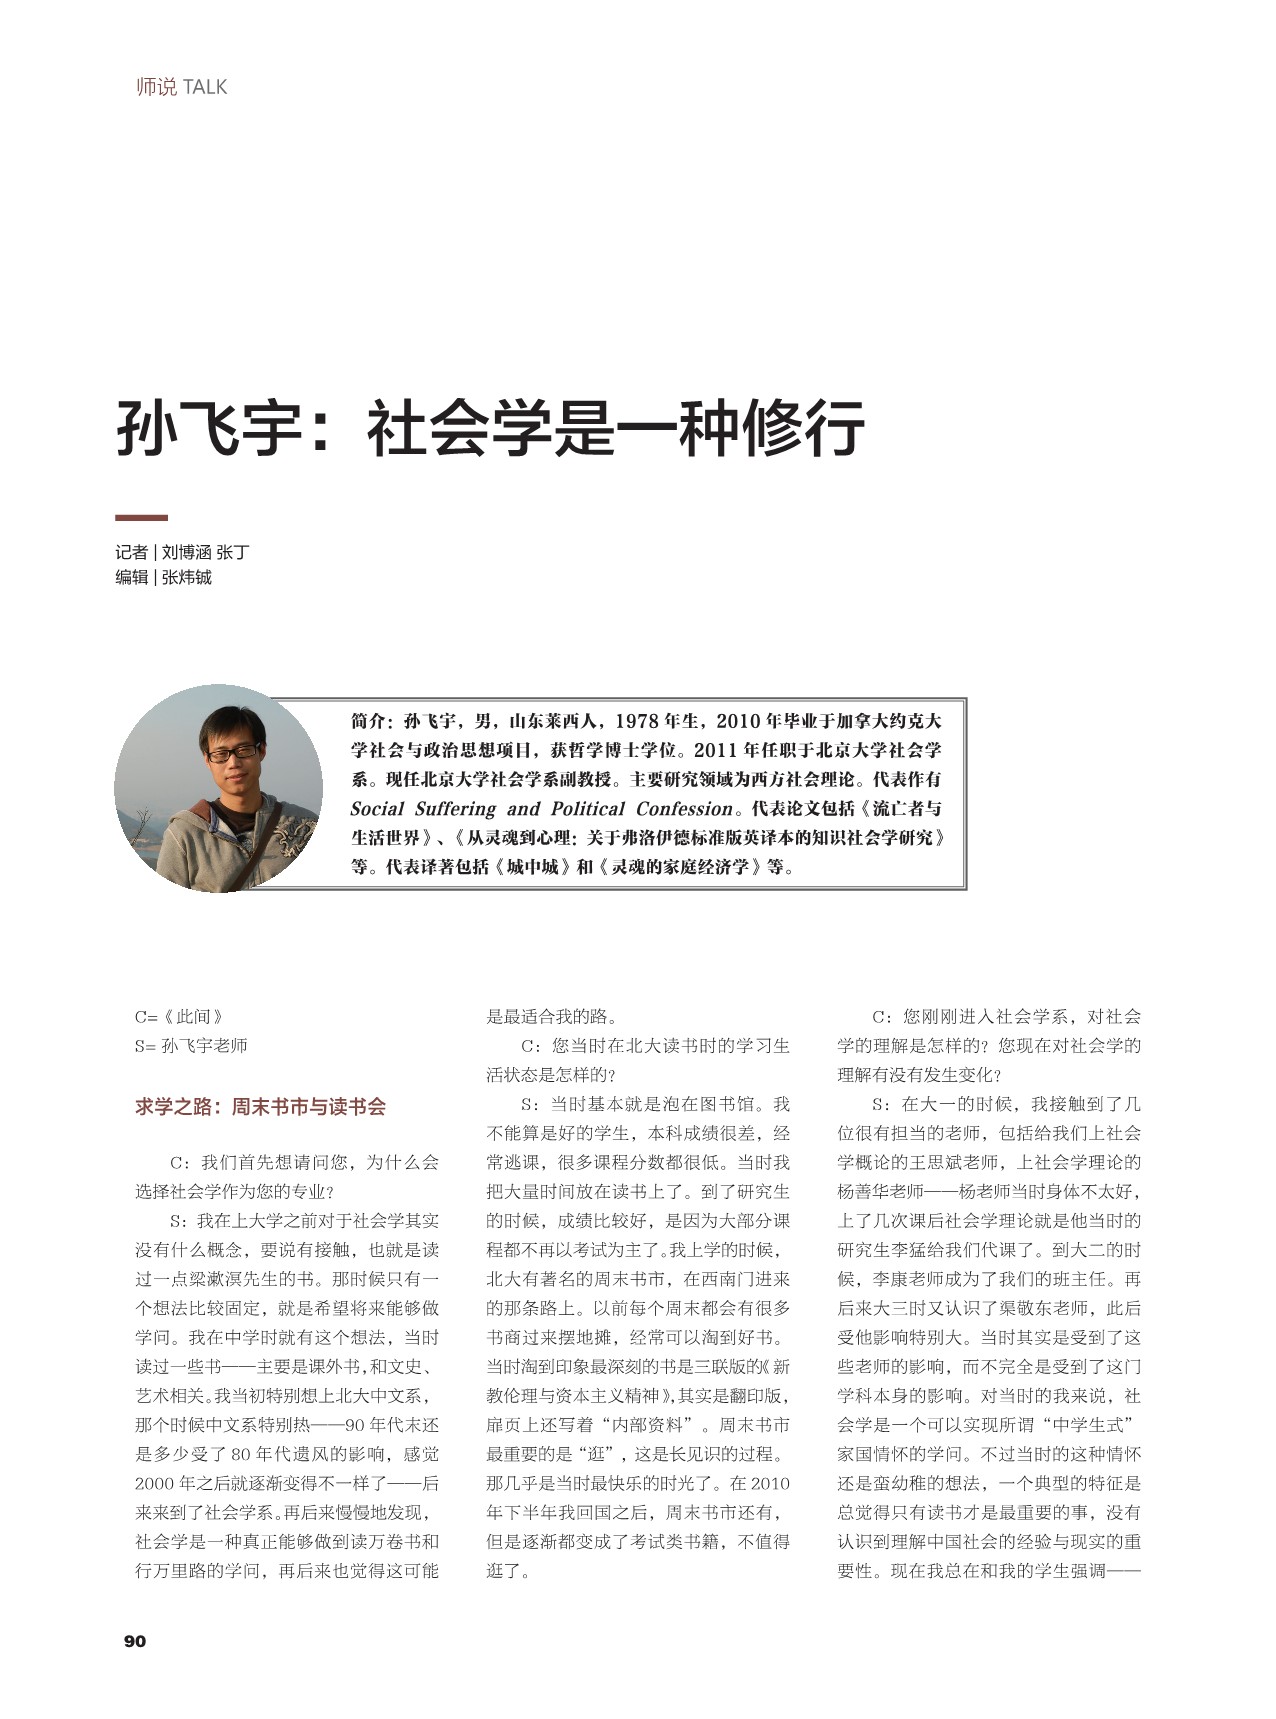 师说 TALK
孙飞宇：社会学是一种修行
记者 | 刘博涵 张丁
编辑 | 张炜铖
简介：孙飞宇，男，山东莱西人，1978 年生，2010 年毕业于加拿大约克大
学社会与政治思想项目，获哲学博士学位。2011 年任职于北京大学社会学
系。现任北京大学社会学系副教授。主要研究领域为西方社会理论。代表作有
Social Suffering and Political Confession。代表论文包括《流亡者与
生活世界》、《从灵魂到心理：关于弗洛伊德标准版英译本的知识社会学研究》
等。代表译著包括《城中城》和《灵魂的家庭经济学》等。
C=《此间》
S= 孙飞宇老师
求学之路：周末书市与读书会
C：我们首先想请问您，为什么会
选择社会学作为您的专业？
S：我在上大学之前对于社会学其实
没有什么概念，要说有接触，也就是读
过一点梁漱溟先生的书。那时候只有一
个想法比较固定，就是希望将来能够做
学问。我在中学时就有这个想法，当时
读过一些书——主要是课外书，和文史、
艺术相关。我当初特别想上北大中文系，
那个时候中文系特别热——90 年代末还
是多少受了 80 年代遗风的影响，感觉
2000 年之后就逐渐变得不一样了——后
来来到了社会学系。再后来慢慢地发现，
社会学是一种真正能够做到读万卷书和
行万里路的学问，再后来也觉得这可能
是最适合我的路。
C：您当时在北大读书时的学习生
活状态是怎样的？
S：当时基本就是泡在图书馆。我
不能算是好的学生，本科成绩很差，经
常逃课，很多课程分数都很低。当时我
把大量时间放在读书上了。到了研究生
的时候，成绩比较好，是因为大部分课
程都不再以考试为主了。我上学的时候，
北大有著名的周末书市，在西南门进来
的那条路上。以前每个周末都会有很多
书商过来摆地摊，经常可以淘到好书。
当时淘到印象最深刻的书是三联版的《新
教伦理与资本主义精神》，其实是翻印版，
扉页上还写着“内部资料”。周末书市
最重要的是“逛”，这是长见识的过程。
那几乎是当时最快乐的时光了。在 2010
年下半年我回国之后，周末书市还有，
但是逐渐都变成了考试类书籍，不值得
逛了。
C：您刚刚进入社会学系，对社会
学的理解是怎样的？您现在对社会学的
理解有没有发生变化？
S：在大一的时候，我接触到了几
位很有担当的老师，包括给我们上社会
学概论的王思斌老师，上社会学理论的
杨善华老师——杨老师当时身体不太好，
上了几次课后社会学理论就是他当时的
研究生李猛给我们代课了。到大二的时
候，李康老师成为了我们的班主任。再
后来大三时又认识了渠敬东老师，此后
受他影响特别大。当时其实是受到了这
些老师的影响，而不完全是受到了这门
学科本身的影响。对当时的我来说，社
会学是一个可以实现所谓“中学生式”
家国情怀的学问。不过当时的这种情怀
还是蛮幼稚的想法，一个典型的特征是
总觉得只有读书才是最重要的事，没有
认识到理解中国社会的经验与现实的重
要性。现在我总在和我的学生强调——
90